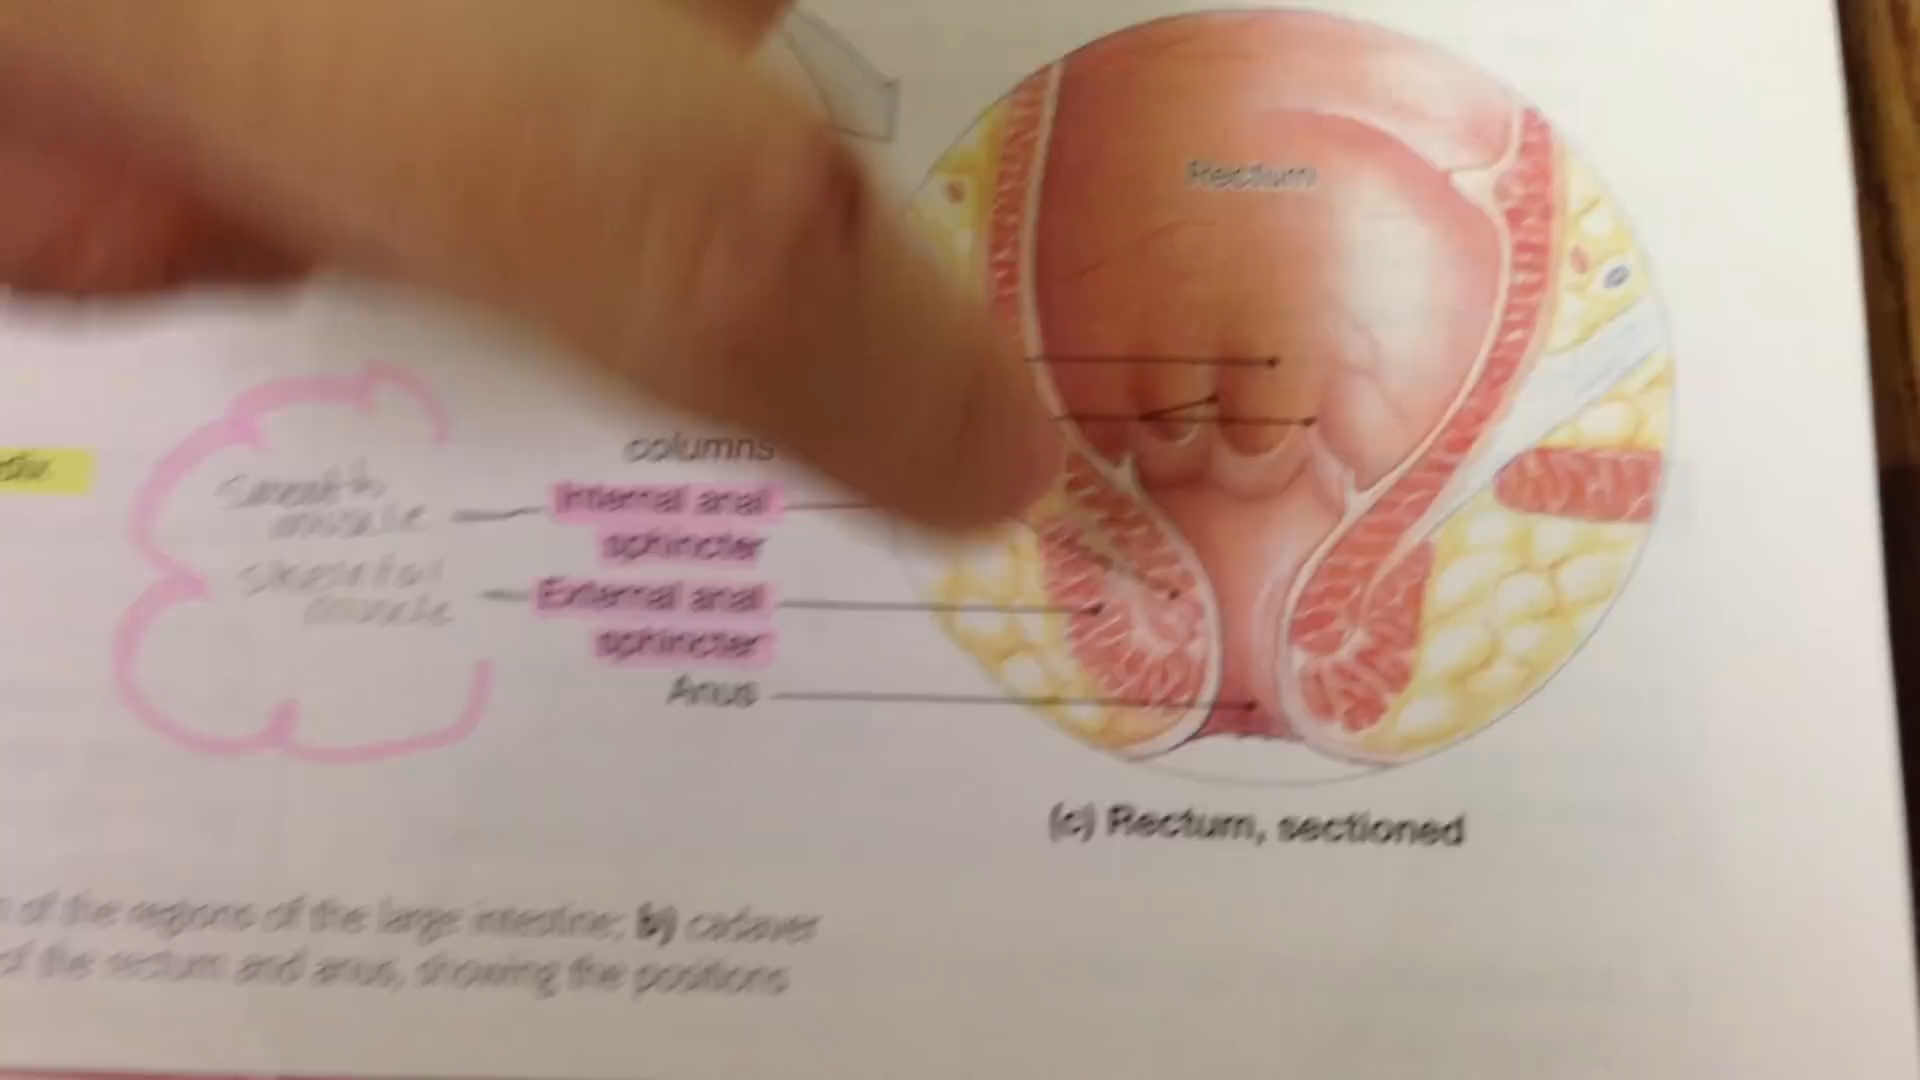 Rectum
columns
Internal anal
sphincter
Smooth
muscle
External anal
sphincter
skeletal
muscle
Anus
(c) Rectum, sectioned
of the regions of the large intestine; b) cadaver
of the rectum and anus, showing the positions